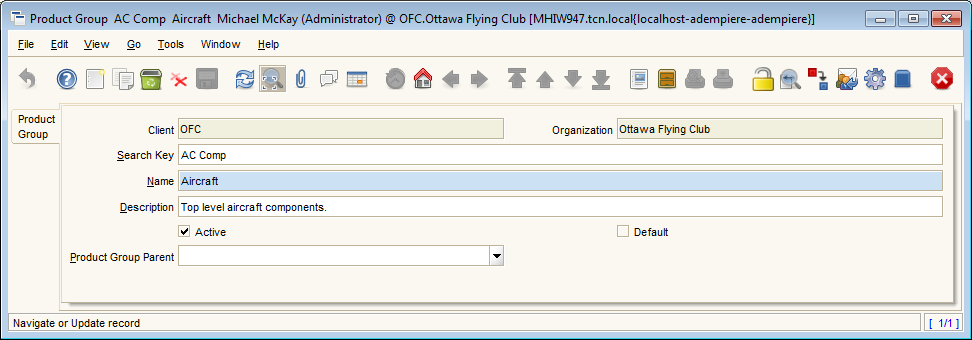 Product Group  AC Comp  Aircraft  Michael McKay (Administrator) @ OFC.Ottawa Flying Club [MHIW947.tcn.local{localhost-adempiere-adempiere}]
File Edit View Go Tools Window Help
Product Group
Client OFC Organization Ottawa Flying Club
Search Key AC Comp
Name Aircraft
Description Top level aircraft components.
Active Default
Product Group Parent
Navigate or Update record [ 1/1 ]